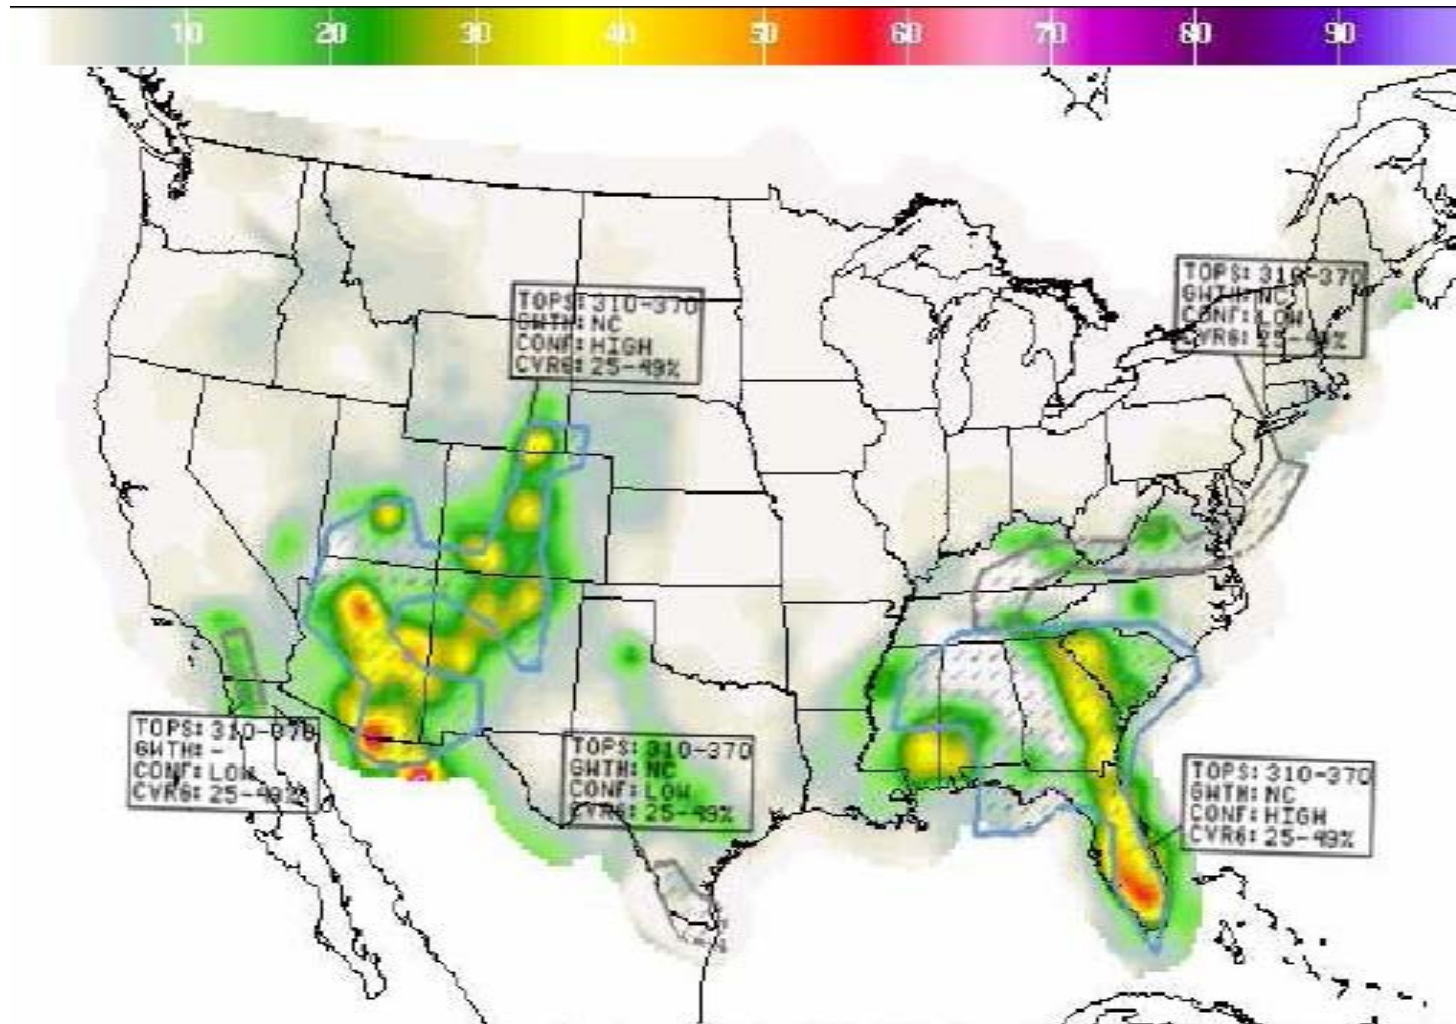 10 20 30 40 50 60 70 80 90
TOPS: 310-370
GWTH: NC
CONF: LOW
CVRG: 25-49%
TOPS: 310-370
GWTH: NC
CONF: HIGH
CVRG: 25-49%
TOPS: 310-370
GWTH: -
CONF: LOW
CVRG: 25-49%
TOPS: 310-370
GWTH: NC
CONF: LOW
CVRG: 25-49%
TOPS: 310-370
GWTH: NC
CONF: HIGH
CVRG: 25-49%